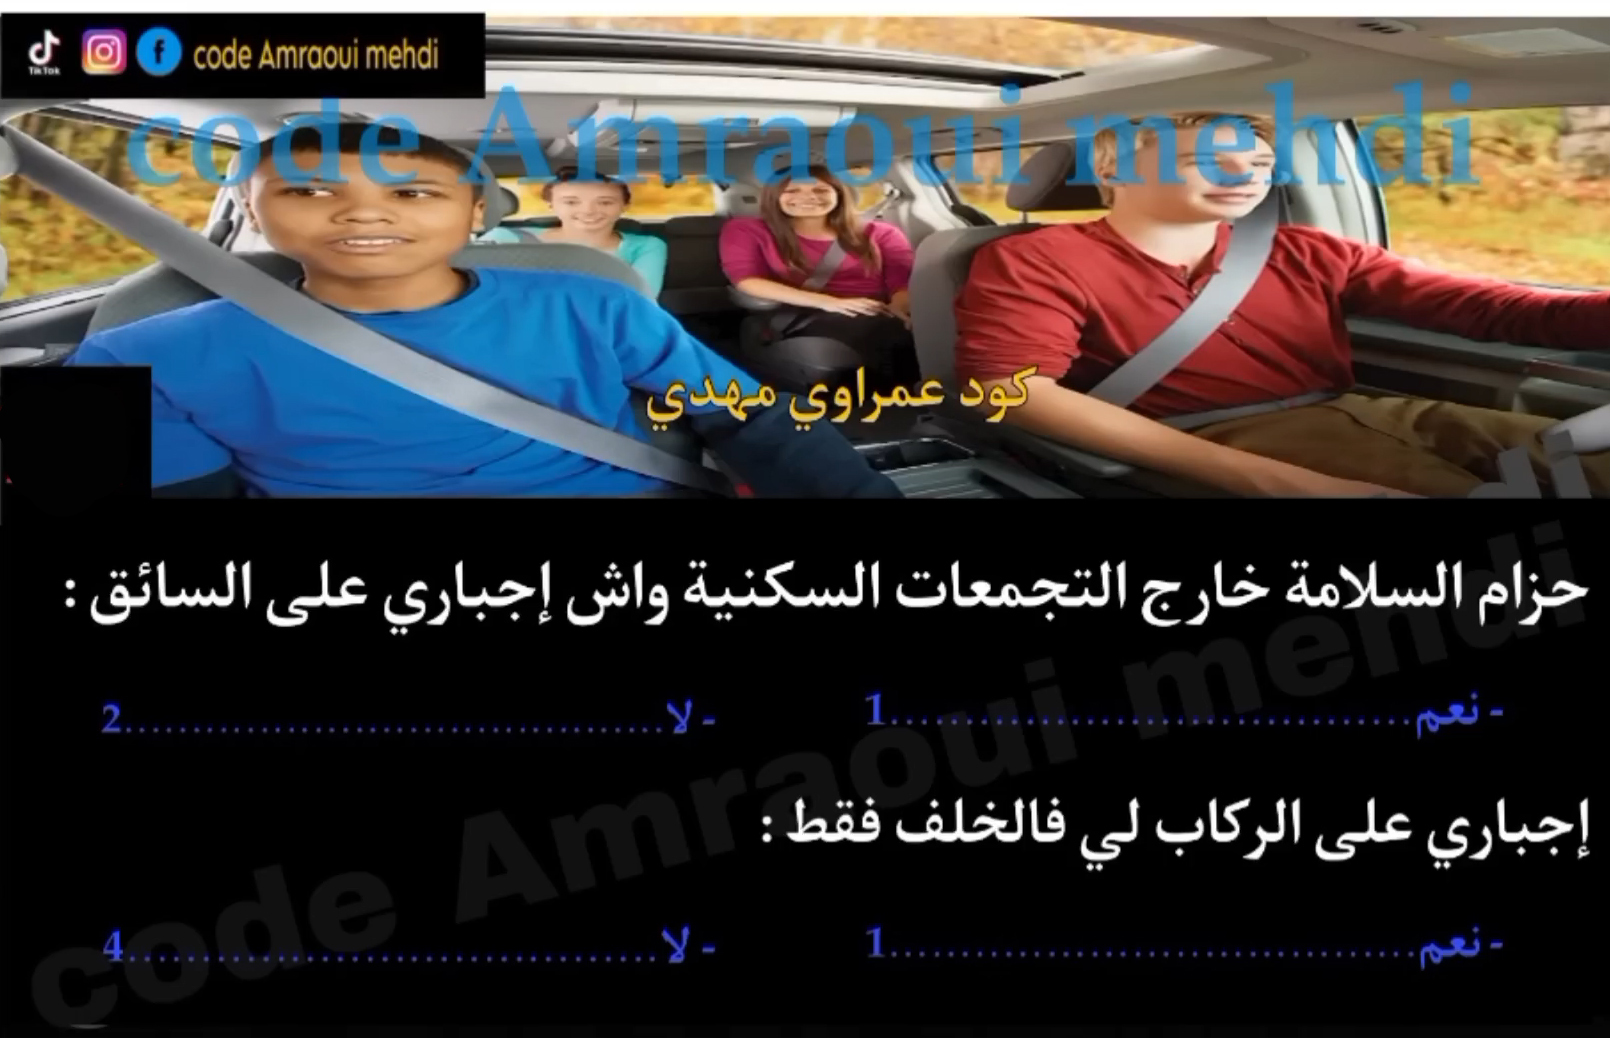 TikTok
code Amraoui mehdi
code Amraoui mehdi
كود عمراوي مهدي
حزام السلامة خارج التجمعات السكنية واش إجباري على السائق :
- نعم......................................1
- لا........................................2
إجباري على الركاب لي فالخلف فقط :
- نعم......................................1
- لا........................................4
code Amraoui mehdi